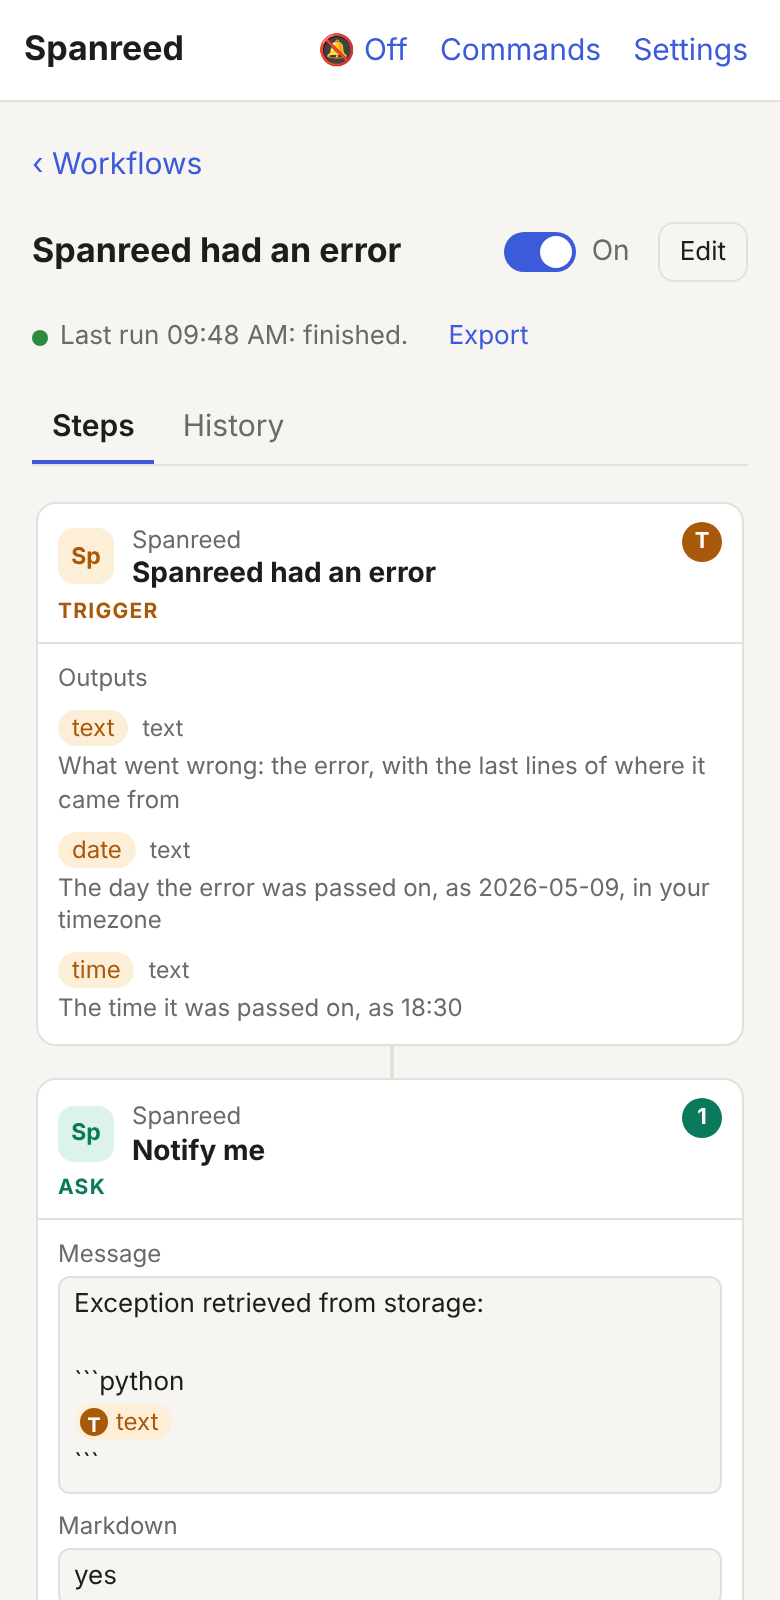 Spanreed
Off
Commands
Settings
‹ Workflows
Spanreed had an error
On
Edit
Last run 09:48 AM: finished.
Export
Steps
History
Sp
Spanreed
T
Spanreed had an error
TRIGGER
Outputs
text text
What went wrong: the error, with the last lines of where it
came from
date text
The day the error was passed on, as 2026-05-09, in your
timezone
time text
The time it was passed on, as 18:30
Sp
Spanreed
1
Notify me
ASK
Message
Exception retrieved from storage:
```python
T text
```
Markdown
yes